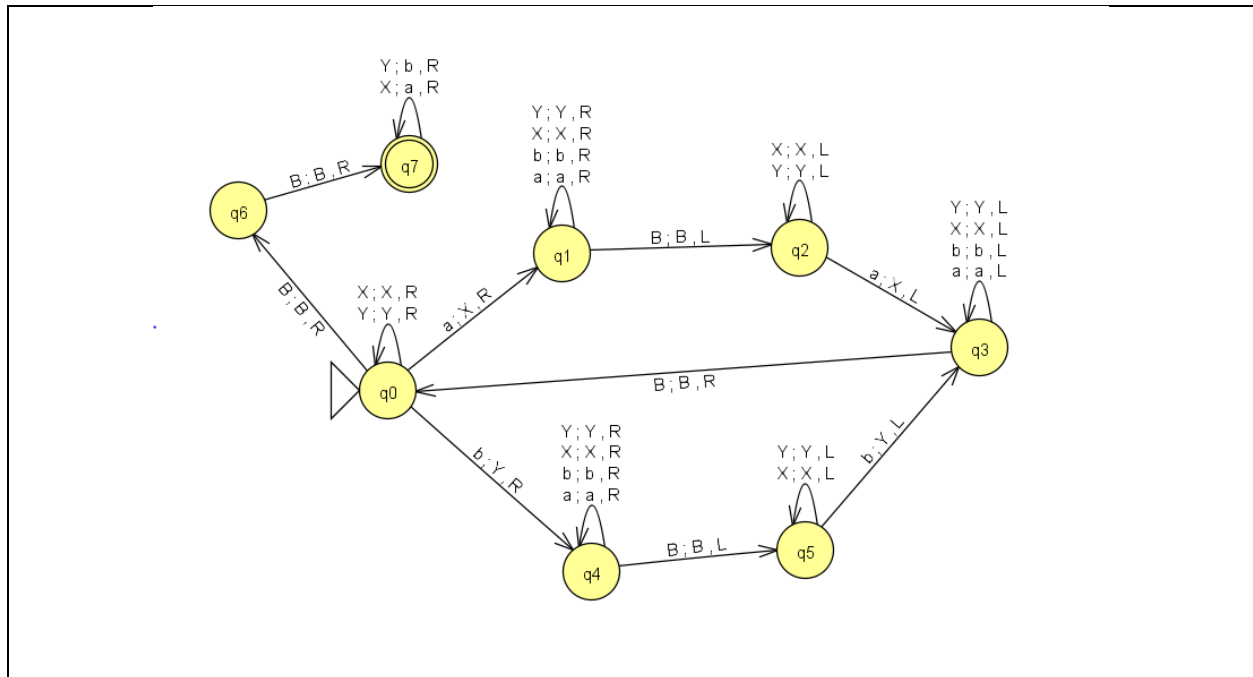 Y ; b , R
X ; a , R
q7
B ; B , R
q6
B ; B , R
X ; X , R
Y ; Y , R
q0
a ; X , R
Y ; Y , R
X ; X , R
b ; b , R
a ; a , R
q1
B ; B , L
X ; X , L
Y ; Y , L
q2
a ; X , L
Y ; Y , L
X ; X , L
b ; b , L
a ; a , L
q3
B ; B , R
b ; Y , R
Y ; Y , R
X ; X , R
b ; b , R
a ; a , R
q4
B ; B , L
Y ; Y , L
X ; X , L
q5
b ; Y , L